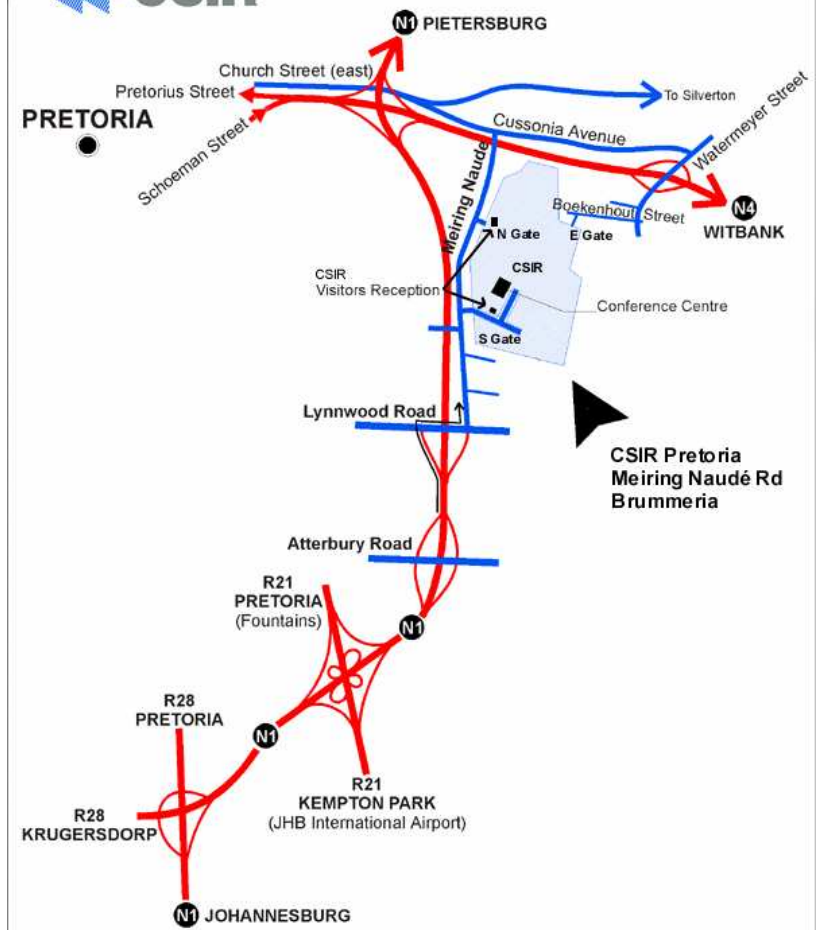 CSIR
N1 PIETERSBURG
Church Street (east)
Pretorius Street
To Silverton
PRETORIA
Schoeman Street
Cussonia Avenue
Watermeyer Street
Meiring Naude
Boekenhout Street
N4
WITBANK
N Gate
E Gate
CSIR
CSIR
Visitors Reception
Conference Centre
S Gate
Lynnwood Road
CSIR Pretoria
Meiring Naudé Rd
Brummeria
Atterbury Road
R21
PRETORIA
(Fountains)
N1
R28
PRETORIA
N1
R21
KEMPTON PARK
(JHB International Airport)
R28
KRUGERSDORP
N1 JOHANNESBURG